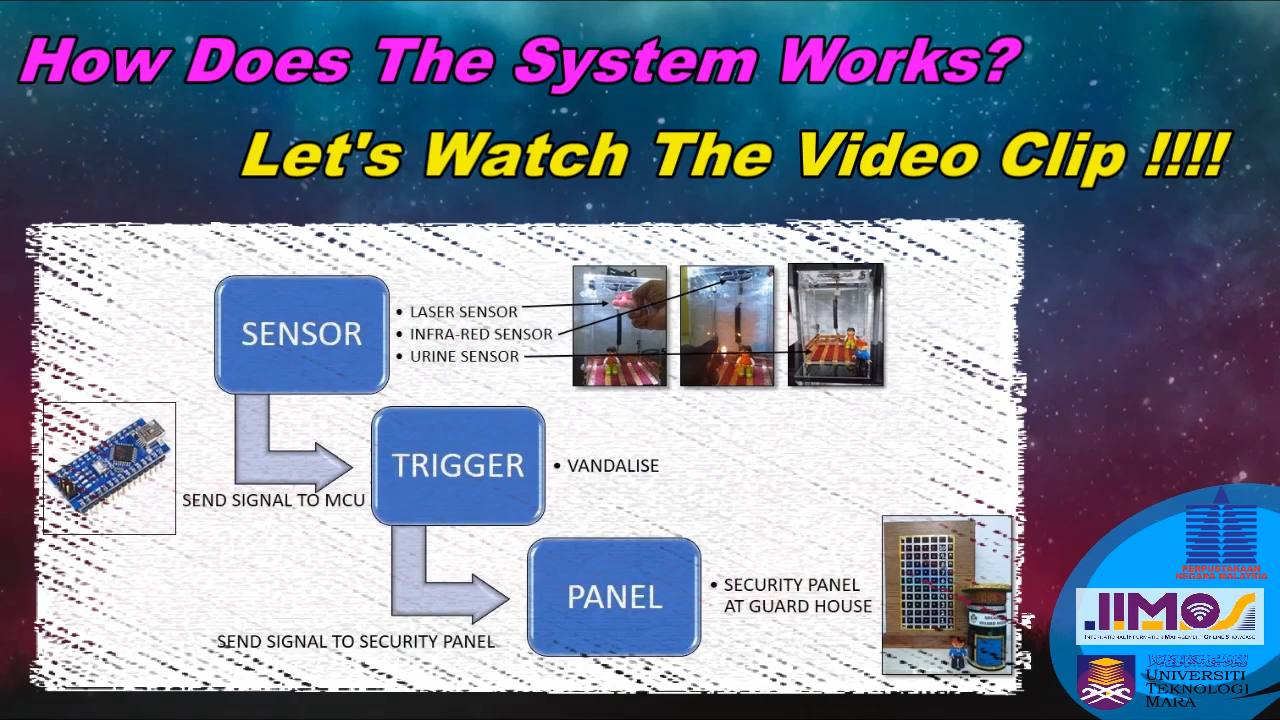 How Does The System Works?
Let's Watch The Video Clip !!!!
SENSOR
• LASER SENSOR
• INFRA-RED SENSOR
• URINE SENSOR
SEND SIGNAL TO MCU
TRIGGER
• VANDALISE
SEND SIGNAL TO SECURITY PANEL
PANEL
• SECURITY PANEL
AT GUARD HOUSE
PERPUSTAKAAN
NEGARA MALAYSIA
UNIVERSITI
TEKNOLOGI
MARA